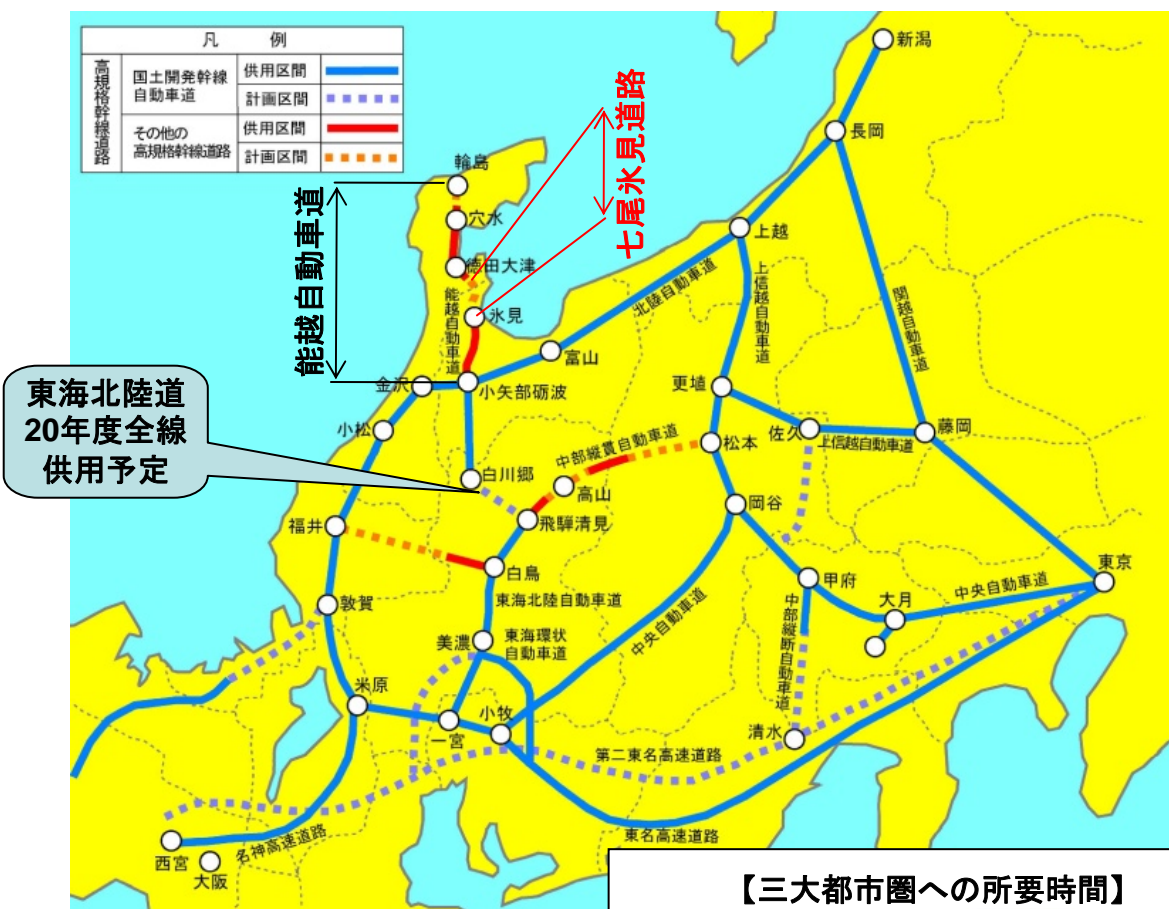 凡 例
高規格幹線道路
国土開発幹線
自動車道
供用区間
計画区間
その他の
高規格幹線道路
供用区間
計画区間
新潟
長岡
輪島
七尾氷見道路
能越自動車道
穴水
徳田大津
上越
能越自動車道
氷見
北陸自動車道
上信越自動車道
関越自動車道
富山
金沢
小矢部砺波
更埴
東海北陸道
20年度全線
供用予定
小松
佐久
上信越自動車道
藤岡
松本
中部縦貫自動車道
白川郷
高山
岡谷
福井
飛騨清見
白鳥
東京
甲府
中央自動車道
大月
敦賀
東海北陸自動車道
中央自動車道
中部縦断自動車道
美濃
東海環状
自動車道
米原
小牧
一宮
清水
第二東名高速道路
東名高速道路
名神高速道路
西宮
大阪
【三大都市圏への所要時間】